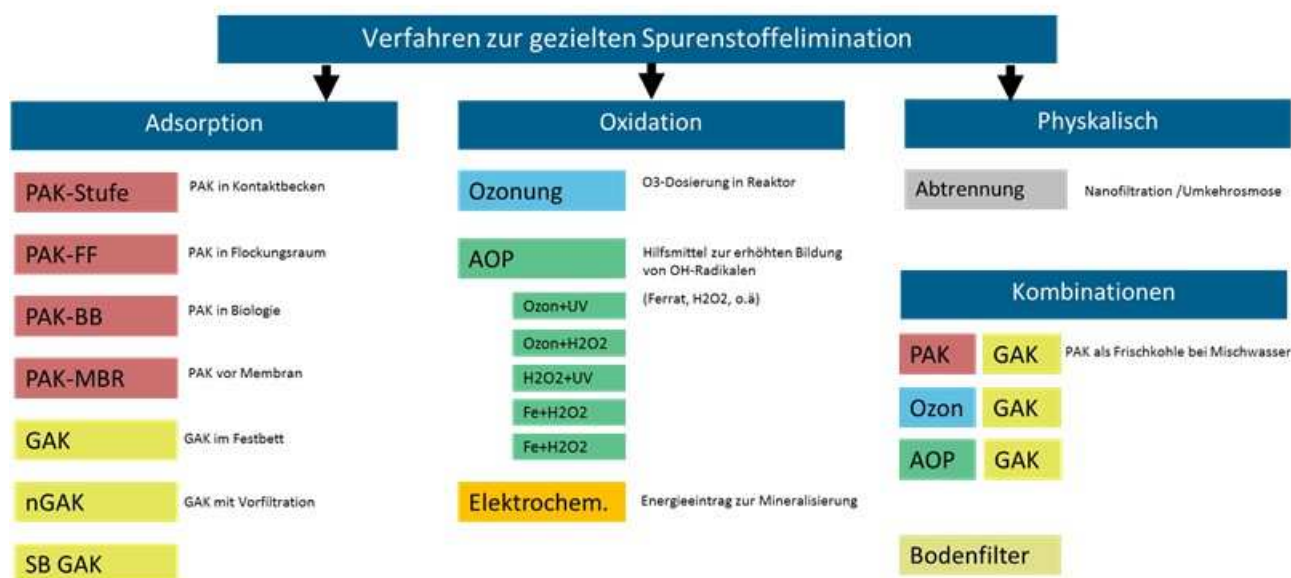 Verfahren zur gezielten Spurenstoffelimination
Adsorption
PAK-Stufe
PAK in Kontaktbecken
PAK-FF
PAK in Flockungsraum
PAK-BB
PAK in Biologie
PAK-MBR
PAK vor Membran
GAK
GAK im Festbett
nGAK
GAK mit Vorfiltration
SB GAK
Oxidation
Ozonung
O3-Dosierung in Reaktor
AOP
Hilfsmittel zur erhöhten Bildung
von OH-Radikalen
(Ferrat, H2O2, o.ä)
Ozon+UV
Ozon+H2O2
H2O2+UV
Fe+H2O2
Fe+H2O2
Elektrochem.
Energieeintrag zur Mineralisierung
Physkalisch
Abtrennung
Nanofiltration /Umkehrosmose
Kombinationen
PAK GAK
PAK als Frischkohle bei Mischwasser
Ozon GAK
AOP GAK
Bodenfilter